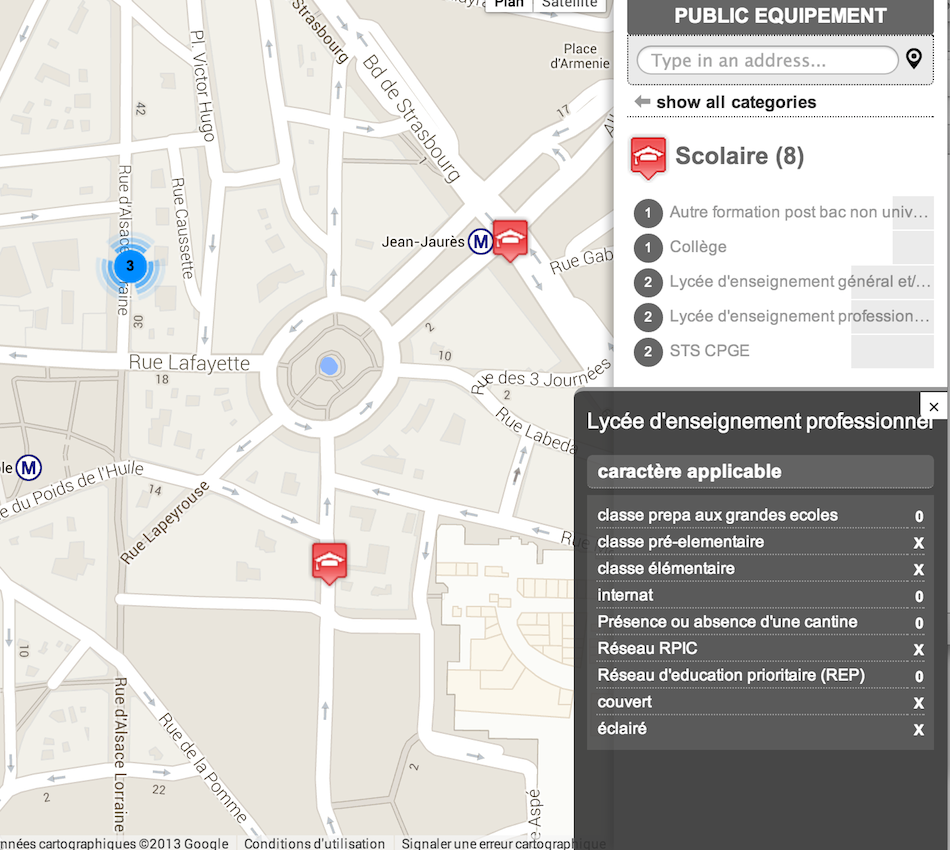 Plan
Satellite
Strasbourg
Pl. Victor Hugo
Bd de Strasbourg
Place
d'Armenie
42
17
1
Rue d'Alsace Lorraine
Rue Caussette
Jean-Jaurès
M
Rue Gab
3
30
2
10
Rue Lafayette
18
Rue des 3 Journées
2
Rue Labeda
M
e du Poids de l'Huile
14
Rue Lapeyrouse
10
Rue d'Alsace Lorraine
Rue de la Pomme
2
22
2
PUBLIC EQUIPEMENT
Type in an address...
show all categories
Scolaire (8)
1 Autre formation post bac non univ…
1 Collège
2 Lycée d'enseignement général et/…
2 Lycée d'enseignement profession…
2 STS CPGE
×
Lycée d'enseignement professionnel
caractère applicable
classe prepa aux grandes ecoles 0
classe pré-elementaire X
classe élémentaire X
internat 0
Présence ou absence d'une cantine 0
Réseau RPIC X
Réseau d'education prioritaire (REP) 0
couvert X
éclairé X
nnées cartographiques ©2013 Google
Conditions d'utilisation
Signaler une erreur cartographique